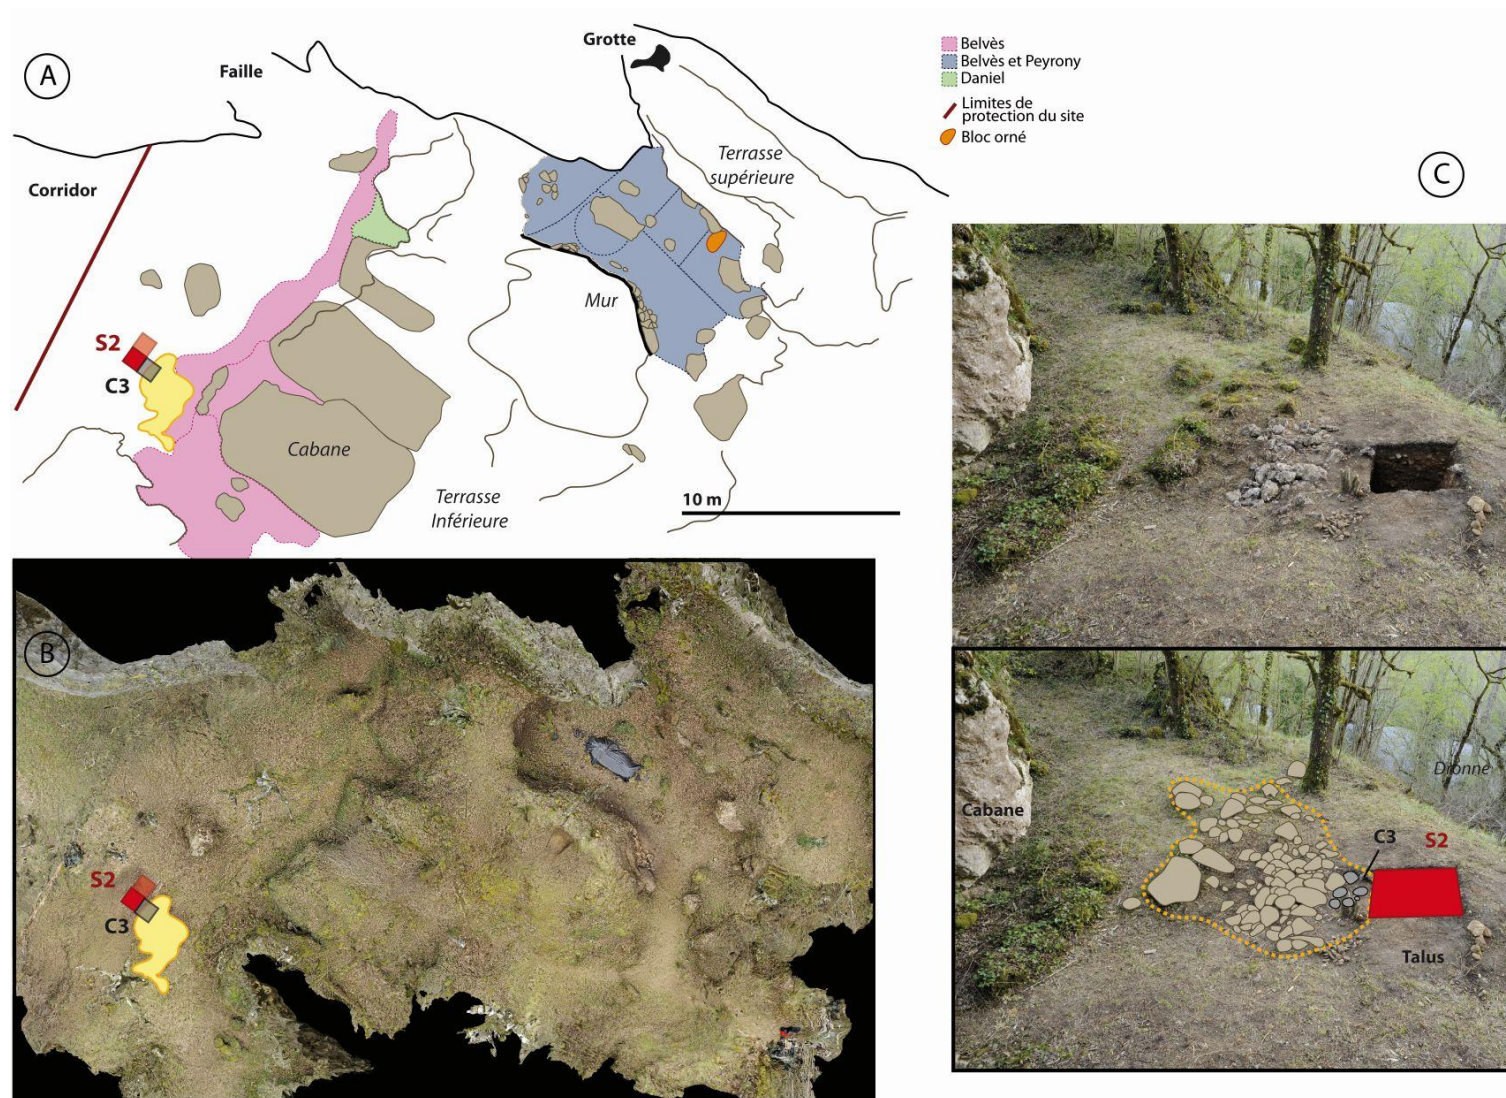 A
Faille
Grotte
Belvès
Belvès et Peyrony
Daniel
Limites de
protection du site
Bloc orné
Corridor
Terrasse
supérieure
Mur
S2
C3
Cabane
Terrasse
Inférieure
10 m
B
S2
C3
C
Cabane
Dronne
C3
S2
Talus